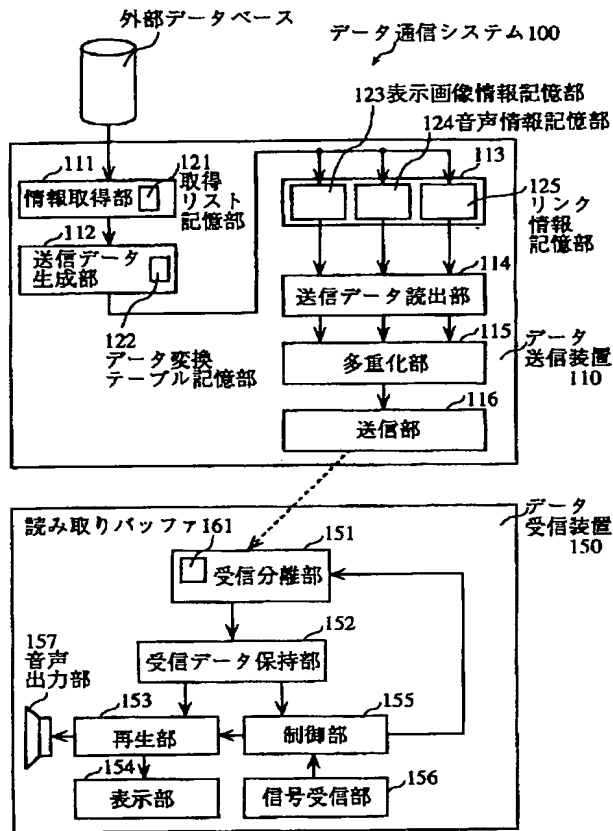 外部データベース
データ通信システム100
123表示画像情報記憶部
124音声情報記憶部
111
情報取得部
121
取得
リスト
記憶部
113
125
リンク
情報
記憶部
112
送信データ
生成部
122
データ変換
テーブル記憶部
114
送信データ読出部
115
多重化部
データ
送信装置
110
116
送信部
データ
受信装置
150
読み取りバッファ161
151
受信分離部
152
受信データ保持部
157
音声
出力部
153
再生部
155
制御部
154
表示部
156
信号受信部